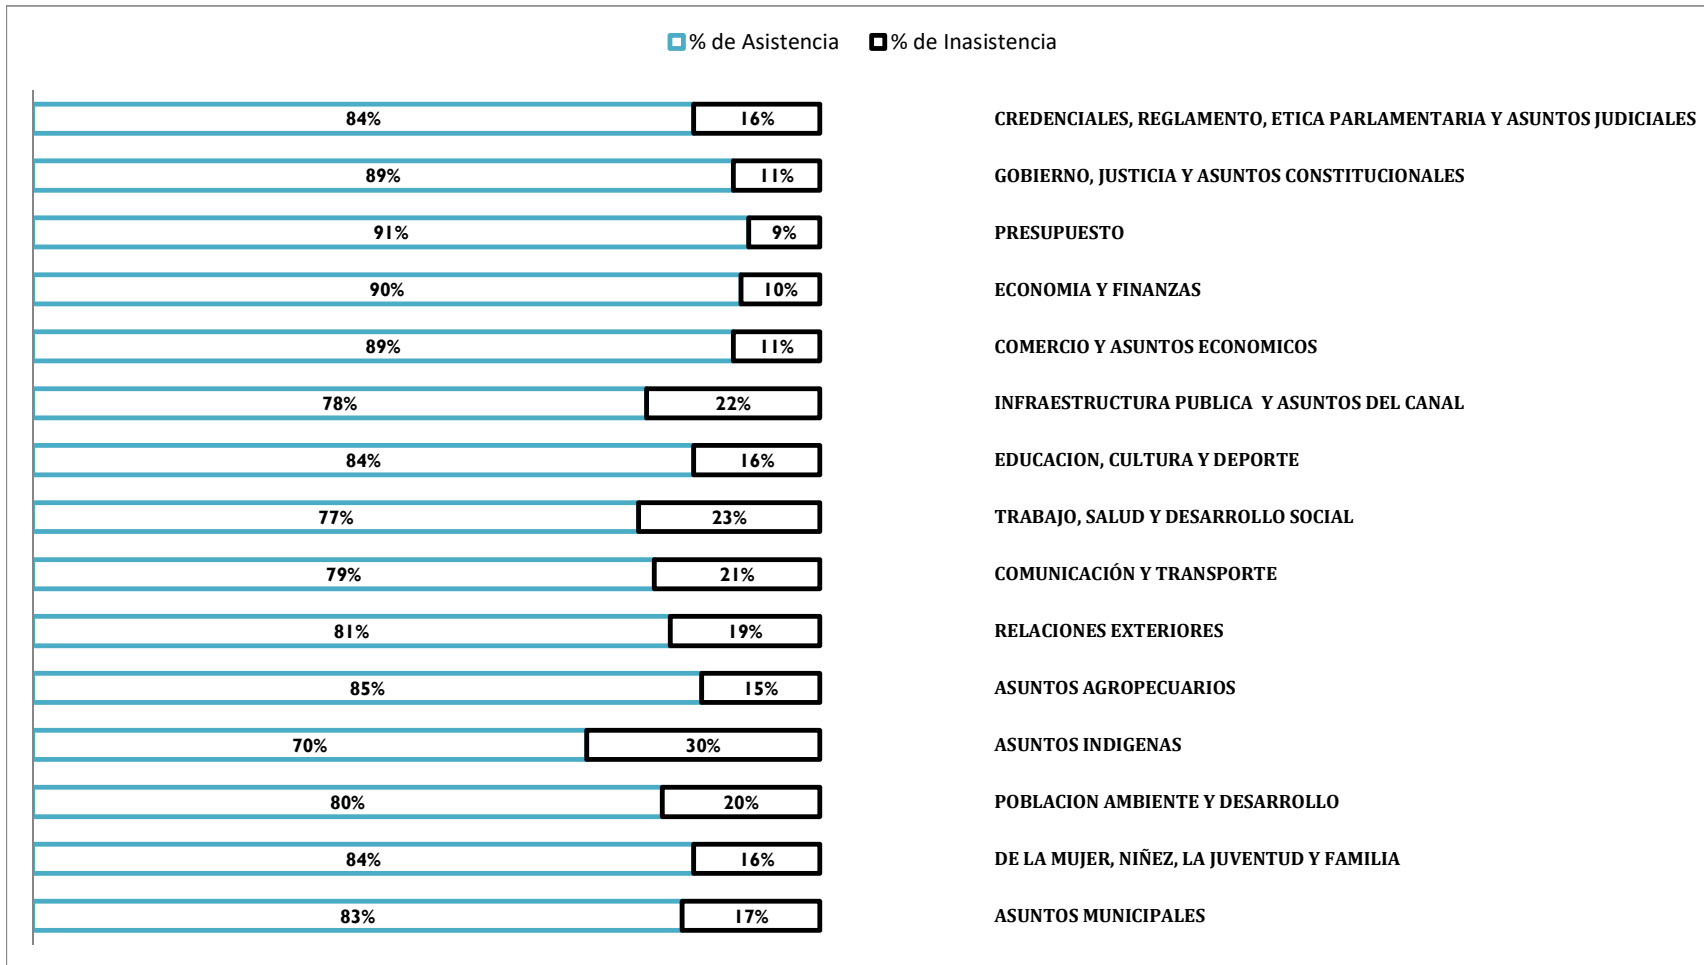 % de Asistencia % de Inasistencia
84% 16% CREDENCIALES, REGLAMENTO, ETICA PARLAMENTARIA Y ASUNTOS JUDICIALES
89% 11% GOBIERNO, JUSTICIA Y ASUNTOS CONSTITUCIONALES
91% 9% PRESUPUESTO
90% 10% ECONOMIA Y FINANZAS
89% 11% COMERCIO Y ASUNTOS ECONOMICOS
78% 22% INFRAESTRUCTURA PUBLICA Y ASUNTOS DEL CANAL
84% 16% EDUCACION, CULTURA Y DEPORTE
77% 23% TRABAJO, SALUD Y DESARROLLO SOCIAL
79% 21% COMUNICACIÓN Y TRANSPORTE
81% 19% RELACIONES EXTERIORES
85% 15% ASUNTOS AGROPECUARIOS
70% 30% ASUNTOS INDIGENAS
80% 20% POBLACION AMBIENTE Y DESARROLLO
84% 16% DE LA MUJER, NIÑEZ, LA JUVENTUD Y FAMILIA
83% 17% ASUNTOS MUNICIPALES